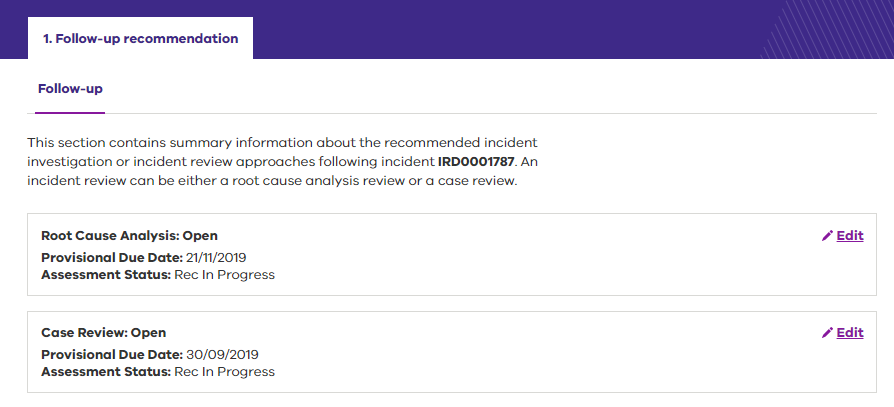 1. Follow-up recommendation
Follow-up
This section contains summary information about the recommended incident
investigation or incident review approaches following incident IRD0001787. An
incident review can be either a root cause analysis review or a case review.
Root Cause Analysis: Open
Edit
Provisional Due Date: 21/11/2019
Assessment Status: Rec In Progress
Case Review: Open
Edit
Provisional Due Date: 30/09/2019
Assessment Status: Rec In Progress